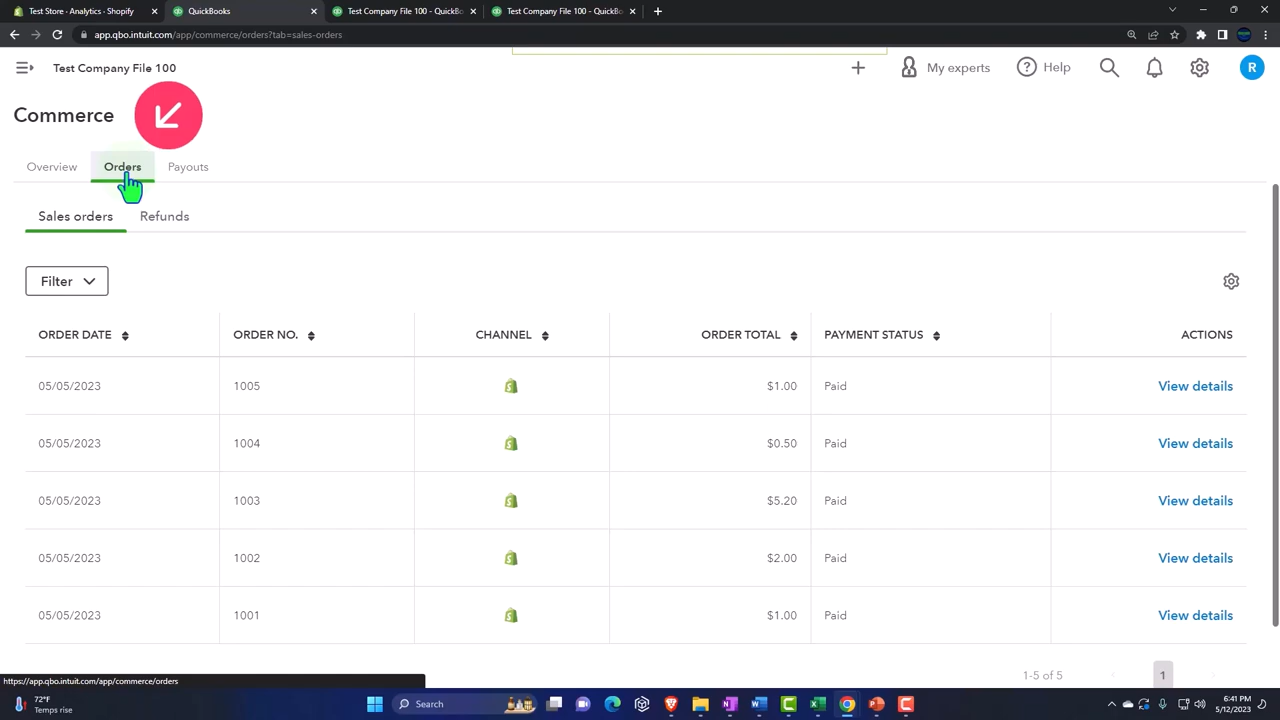 Test Store · Analytics · Shopify
QuickBooks
Test Company File 100 - QuickBo
Test Company File 100 - QuickBo
app.qbo.intuit.com/app/commerce/orders?tab=sales-orders
Test Company File 100
My experts
Help
R
Commerce
Overview
Orders
Payouts
Sales orders
Refunds
Filter
ORDER DATE ORDER NO. CHANNEL ORDER TOTAL PAYMENT STATUS ACTIONS
05/05/2023 1005 $1.00 Paid View details
05/05/2023 1004 $0.50 Paid View details
05/05/2023 1003 $5.20 Paid View details
05/05/2023 1002 $2.00 Paid View details
05/05/2023 1001 $1.00 Paid View details
1-5 of 5
1
https://app.qbo.intuit.com/app/commerce/orders
72°F
Temps rise
Search
6:41 PM
5/12/2023